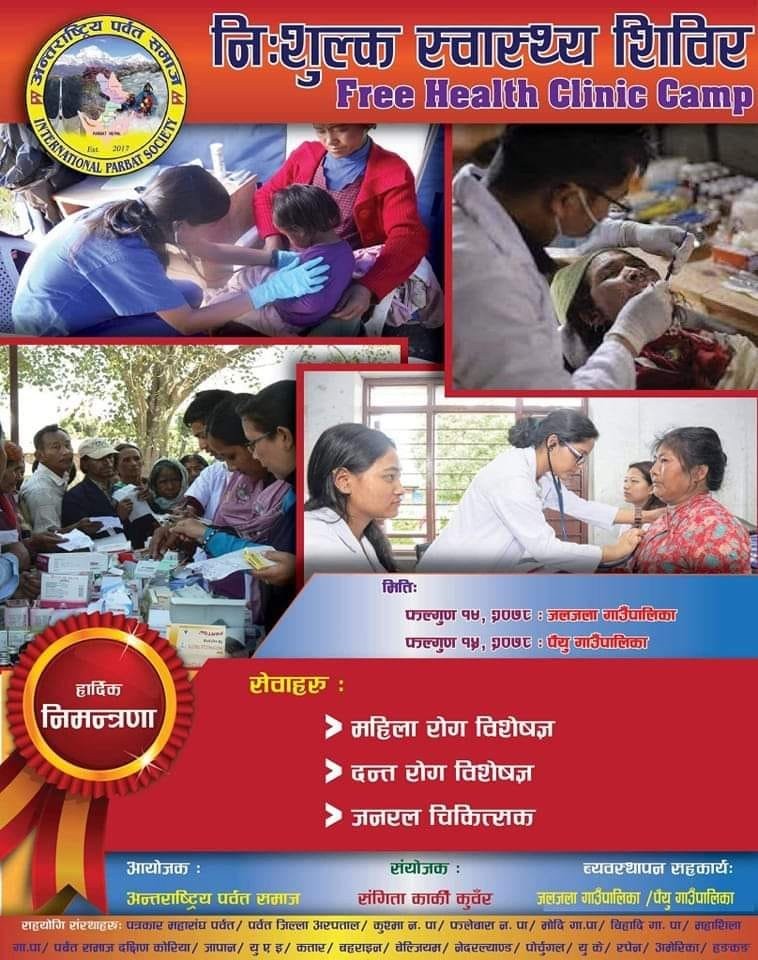 अन्तराष्ट्रिय पर्वत समाज
PARBAT NEPAL
Est. 2017
INTERNATIONAL PARBAT SOCIETY
निःशुल्क स्वास्थ्य शिविर
Free Health Clinic Camp
मितिः
फाल्गुण १४, २०७८ : जलजला गाउँपालिका
फाल्गुण १५, २०७८ : पैयु गाउँपालिका
हार्दिक
निमन्त्रणा
सेवाहरु :
> महिला रोग विशेषज्ञ
> दन्त रोग विशेषज्ञ
> जनरल चिकित्सक
आयोजक :
अन्तराष्ट्रिय पर्वत समाज
संयोजक :
संगिता कार्की कुवँर
व्यवस्थापन सहकार्यः
जलजला गाउँपालिका /पैयु गाउँपालिका
सहयोगि संस्थाहरुः पत्रकार महासंघ पर्वत/ पर्वत जिल्ला अस्पताल/ कुश्मा न. पा/ फलेबास न. पा/ मोदि गा.पा/ विहादि गा. पा/ महाशिला
गा.पा/ पर्वत समाज दक्षिण कोरिया/ जापान/ यु ए इ/ कतार/ बहराइन/ बेल्जियम/ नेदरल्याण्ड/ पोर्चुगल/ यु के/ स्पेन/ अमेरिका/ हङकङ